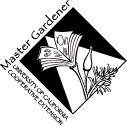 Master Gardener
UNIVERSITY OF CALIFORNIA
COOPERATIVE EXTENSION